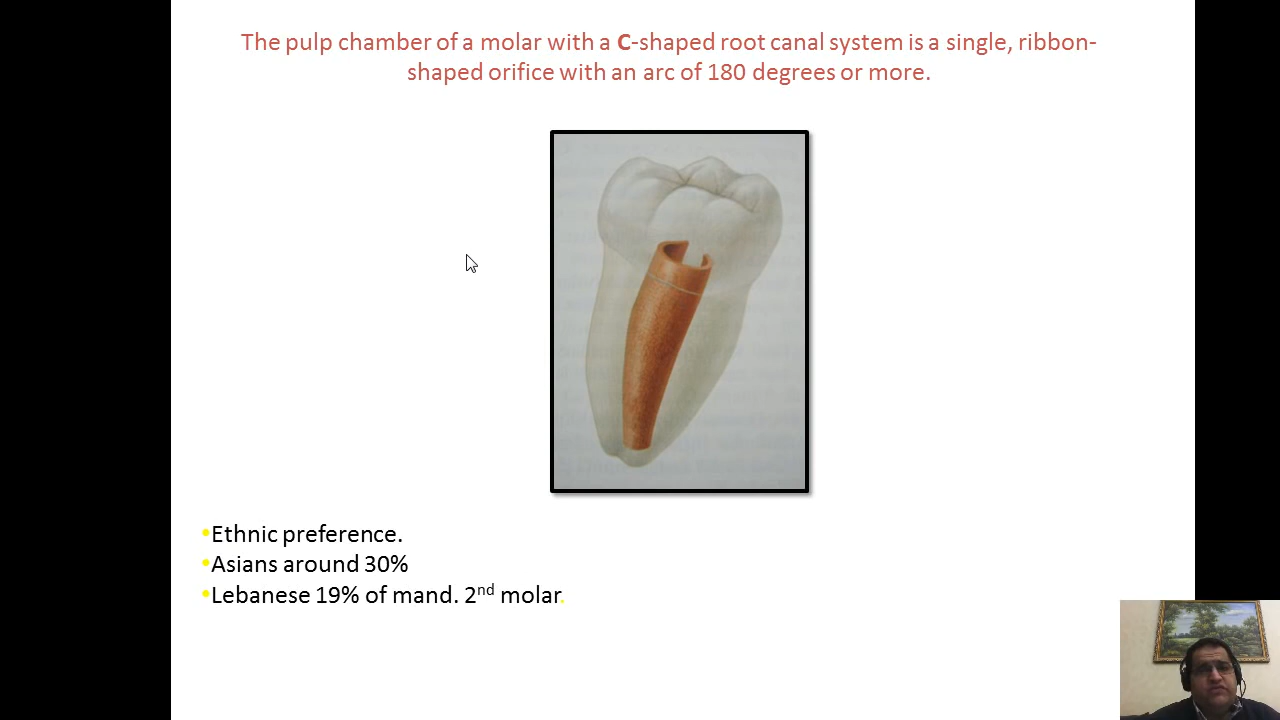 The pulp chamber of a molar with a C-shaped root canal system is a single, ribbon-
shaped orifice with an arc of 180 degrees or more.
•Ethnic preference.
•Asians around 30%
•Lebanese 19% of mand. 2nd molar.